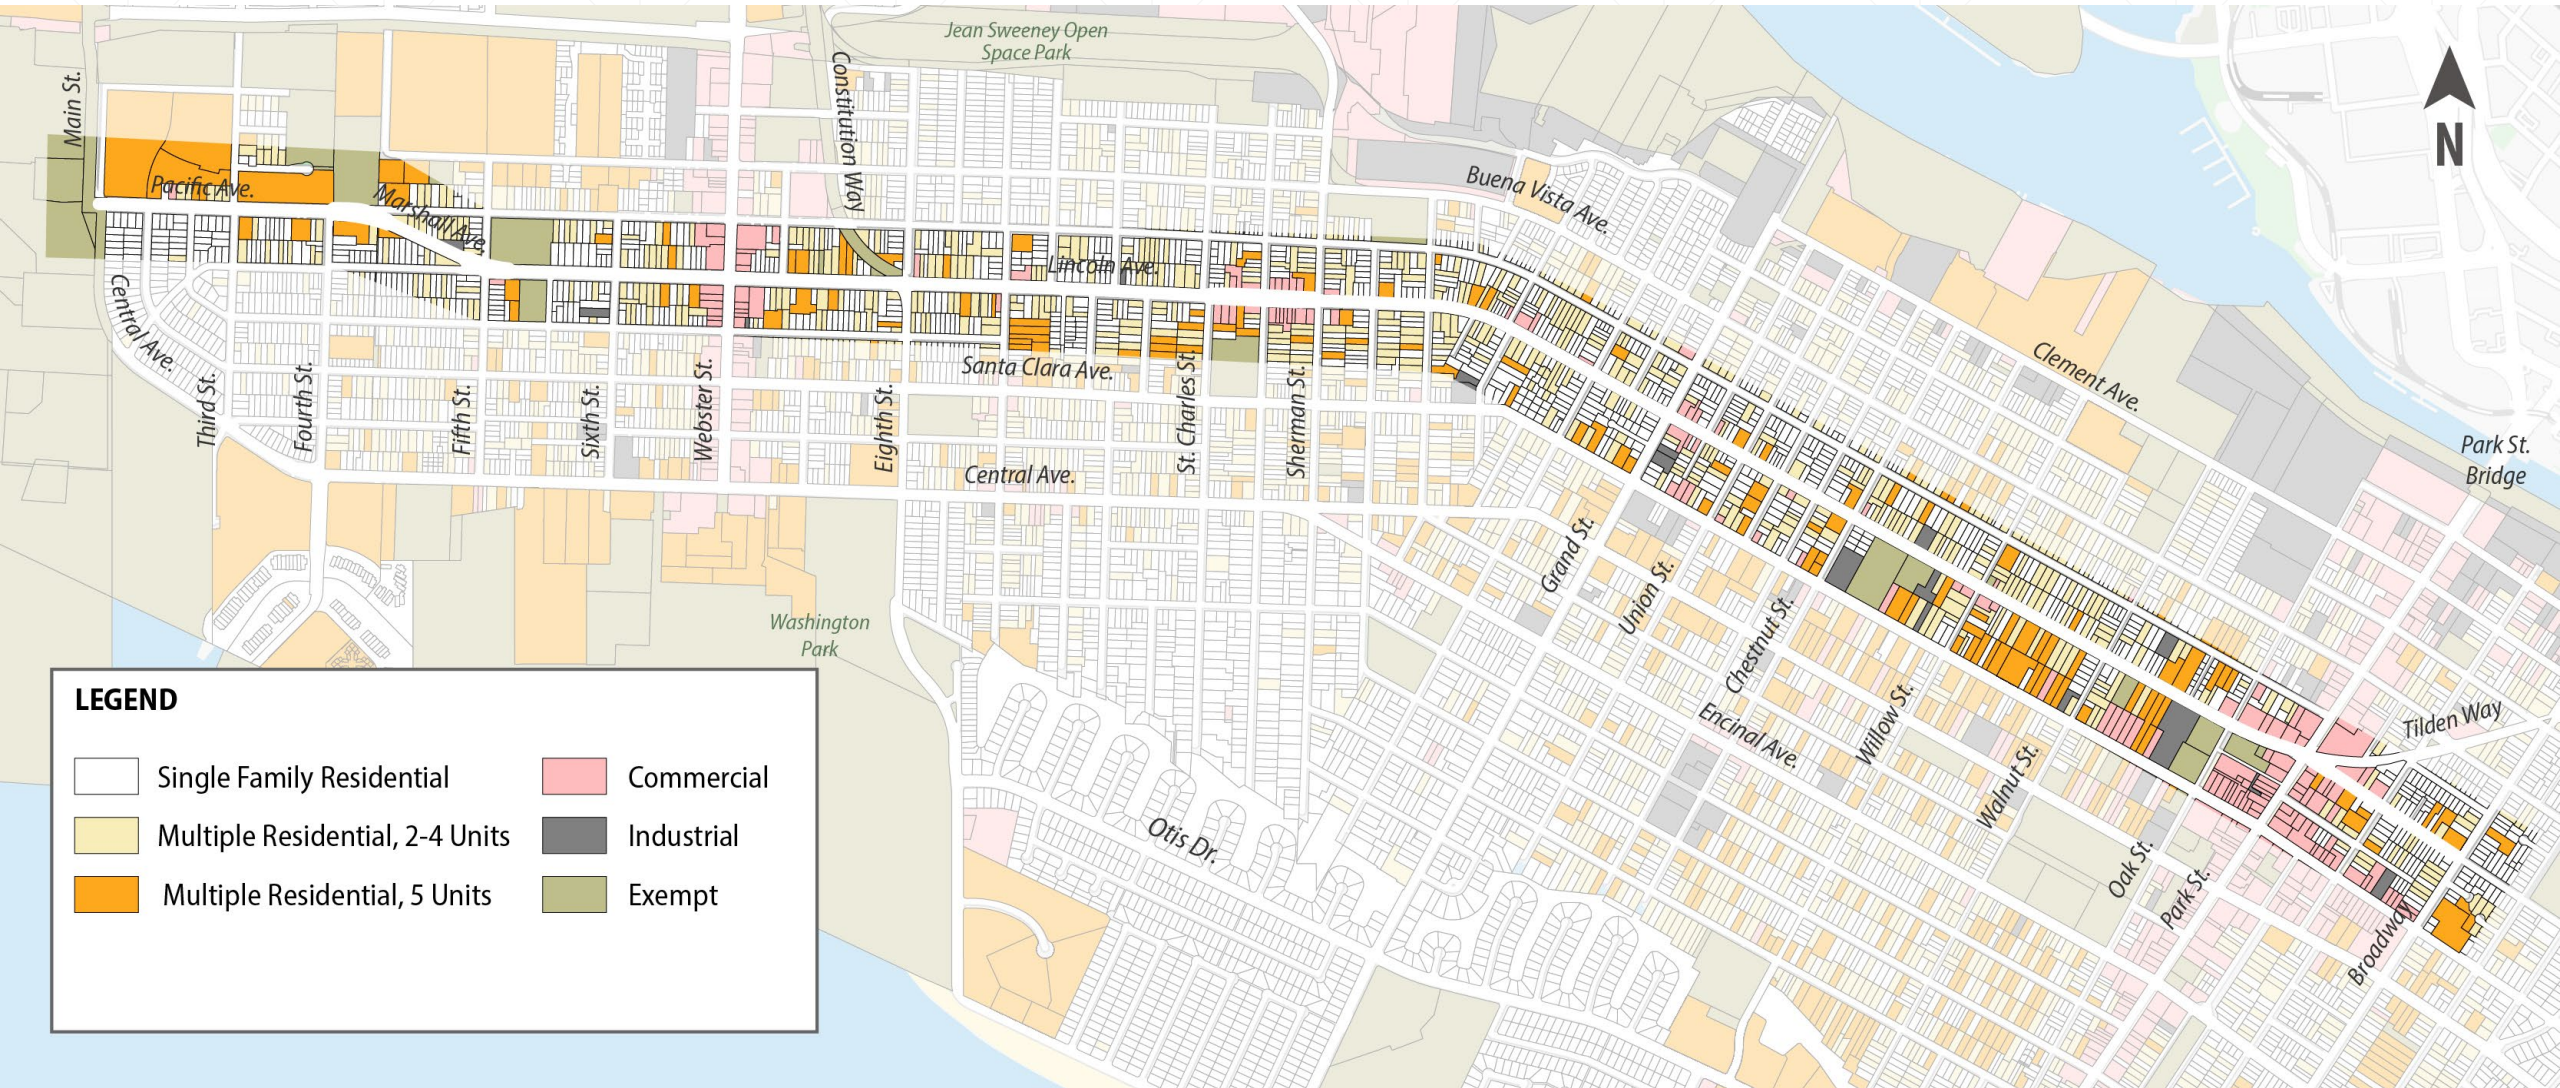 Jean Sweeney Open
Space Park
Main St.
Constitution Way
N
Pacific Ave.
Marshall Ave.
Buena Vista Ave.
Lincoln Ave.
Central Ave.
Santa Clara Ave.
Clement Ave.
Third St.
Fourth St.
Fifth St.
Sixth St.
Webster St.
Eighth St.
St. Charles St.
Sherman St.
Central Ave.
Park St.
Bridge
Grand St.
Union St.
Chestnut St.
Washington
Park
Encinal Ave.
Willow St.
Walnut St.
Tilden Way
Otis Dr.
Oak St.
Park St.
Broadway
LEGEND
Single Family Residential
Multiple Residential, 2-4 Units
Multiple Residential, 5 Units
Commercial
Industrial
Exempt